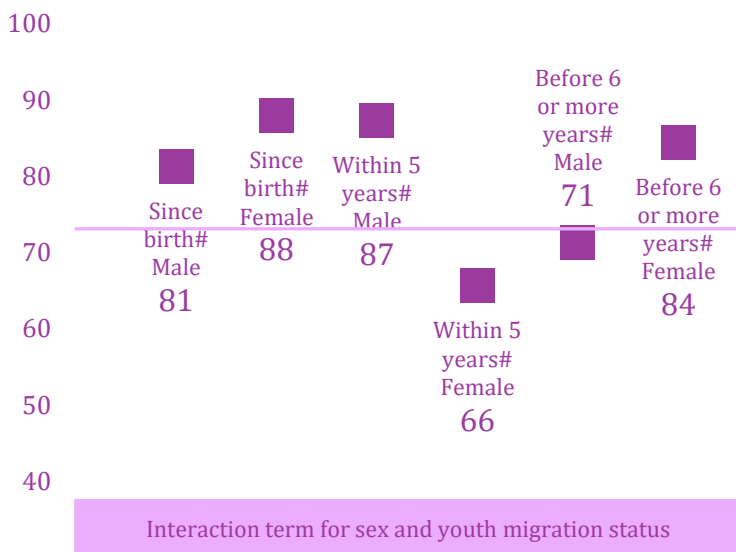 100
90
80
70
60
50
40
Since
birth#
Male
81
Since
birth#
Female
88
Within 5
years#
Male
87
Within 5
years#
Female
66
Before 6
or more
years#
Male
71
Before 6
or more
years#
Female
84
Interaction term for sex and youth migration status